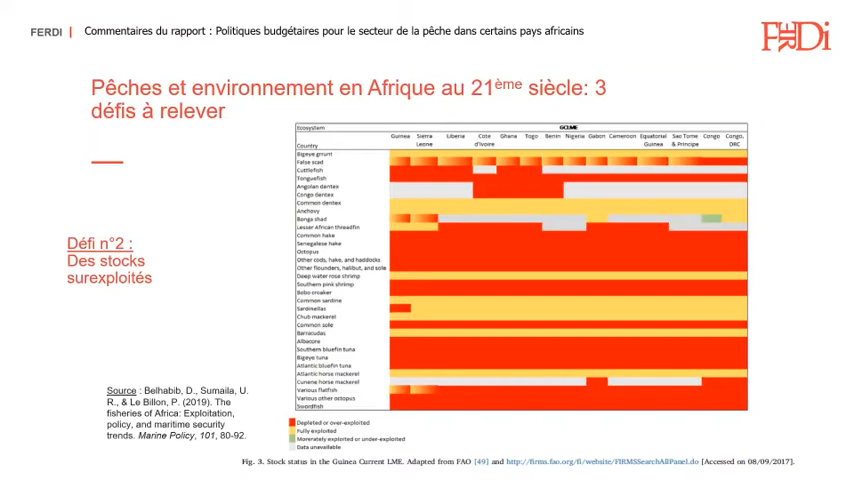 FERDI | Commentaires du rapport : Politiques budgétaires pour le secteur de la pêche dans certains pays africains
FERDi
Pêches et environnement en Afrique au 21ème siècle: 3
défis à relever
Défi n°2 :
Des stocks
surexploités
Source : Belhabib, D., Sumaila, U.
R., & Le Billon, P. (2019). The
fisheries of Africa: Exploitation,
policy, and maritime security
trends. Marine Policy, 101, 80-92.
Ecosystem GCLME
Country Guinea Sierra Leone Liberia Cote d'Ivoire Ghana Togo Benin Nigeria Gabon Cameroon Equatorial Guinea Sao Tome & Principe Congo Congo, DRC
Bigeye grunt
False scad
Cuttlefish
Tonguefish
Angolan dentex
Congo dentex
Common dentex
Anchovy
Bonga shad
Lesser African threadfin
Common hake
Senegalese hake
Octopus
Other cods, hake, and haddocks
Other flounders, halibut, and sole
Deep water rose shrimp
Southern pink shrimp
Bobo croaker
Common sardine
Sardinellas
Chub mackerel
Common sole
Barracudas
Albacore
Southern bluefin tuna
Bigeye tuna
Atlantic bluefin tuna
Atlantic horse mackerel
Cunene horse mackerel
Various flatfish
Various other octopus
Swordfish
Depleted or over-exploited
Fully exploited
Morerately exploited or under-exploited
Data unavailable
Fig. 3. Stock status in the Guinea Current LME. Adapted from FAO [49] and http://firms.fao.org/fi/website/FIRMSSearchAllPanel.do [Accessed on 08/09/2017].